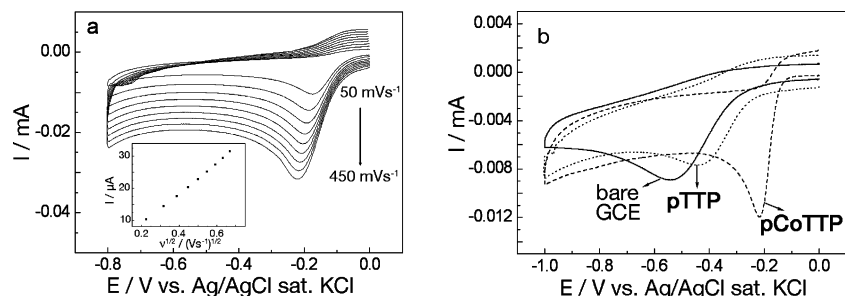 a
0.00
-0.02
-0.04
I / mA
50 mVs⁻¹
450 mVs⁻¹
30
20
10
I / µA
0.2 0.4 0.6
v^1/2 / (Vs⁻¹)^1/2
-0.8 -0.6 -0.4 -0.2 0.0
E / V vs. Ag/AgCl sat. KCl
b
0.004
0.000
-0.004
-0.008
-0.012
I / mA
bare
GCE
pTTP
pCoTTP
-1.0 -0.8 -0.6 -0.4 -0.2 0.0
E / V vs. Ag/AgCl sat. KCl